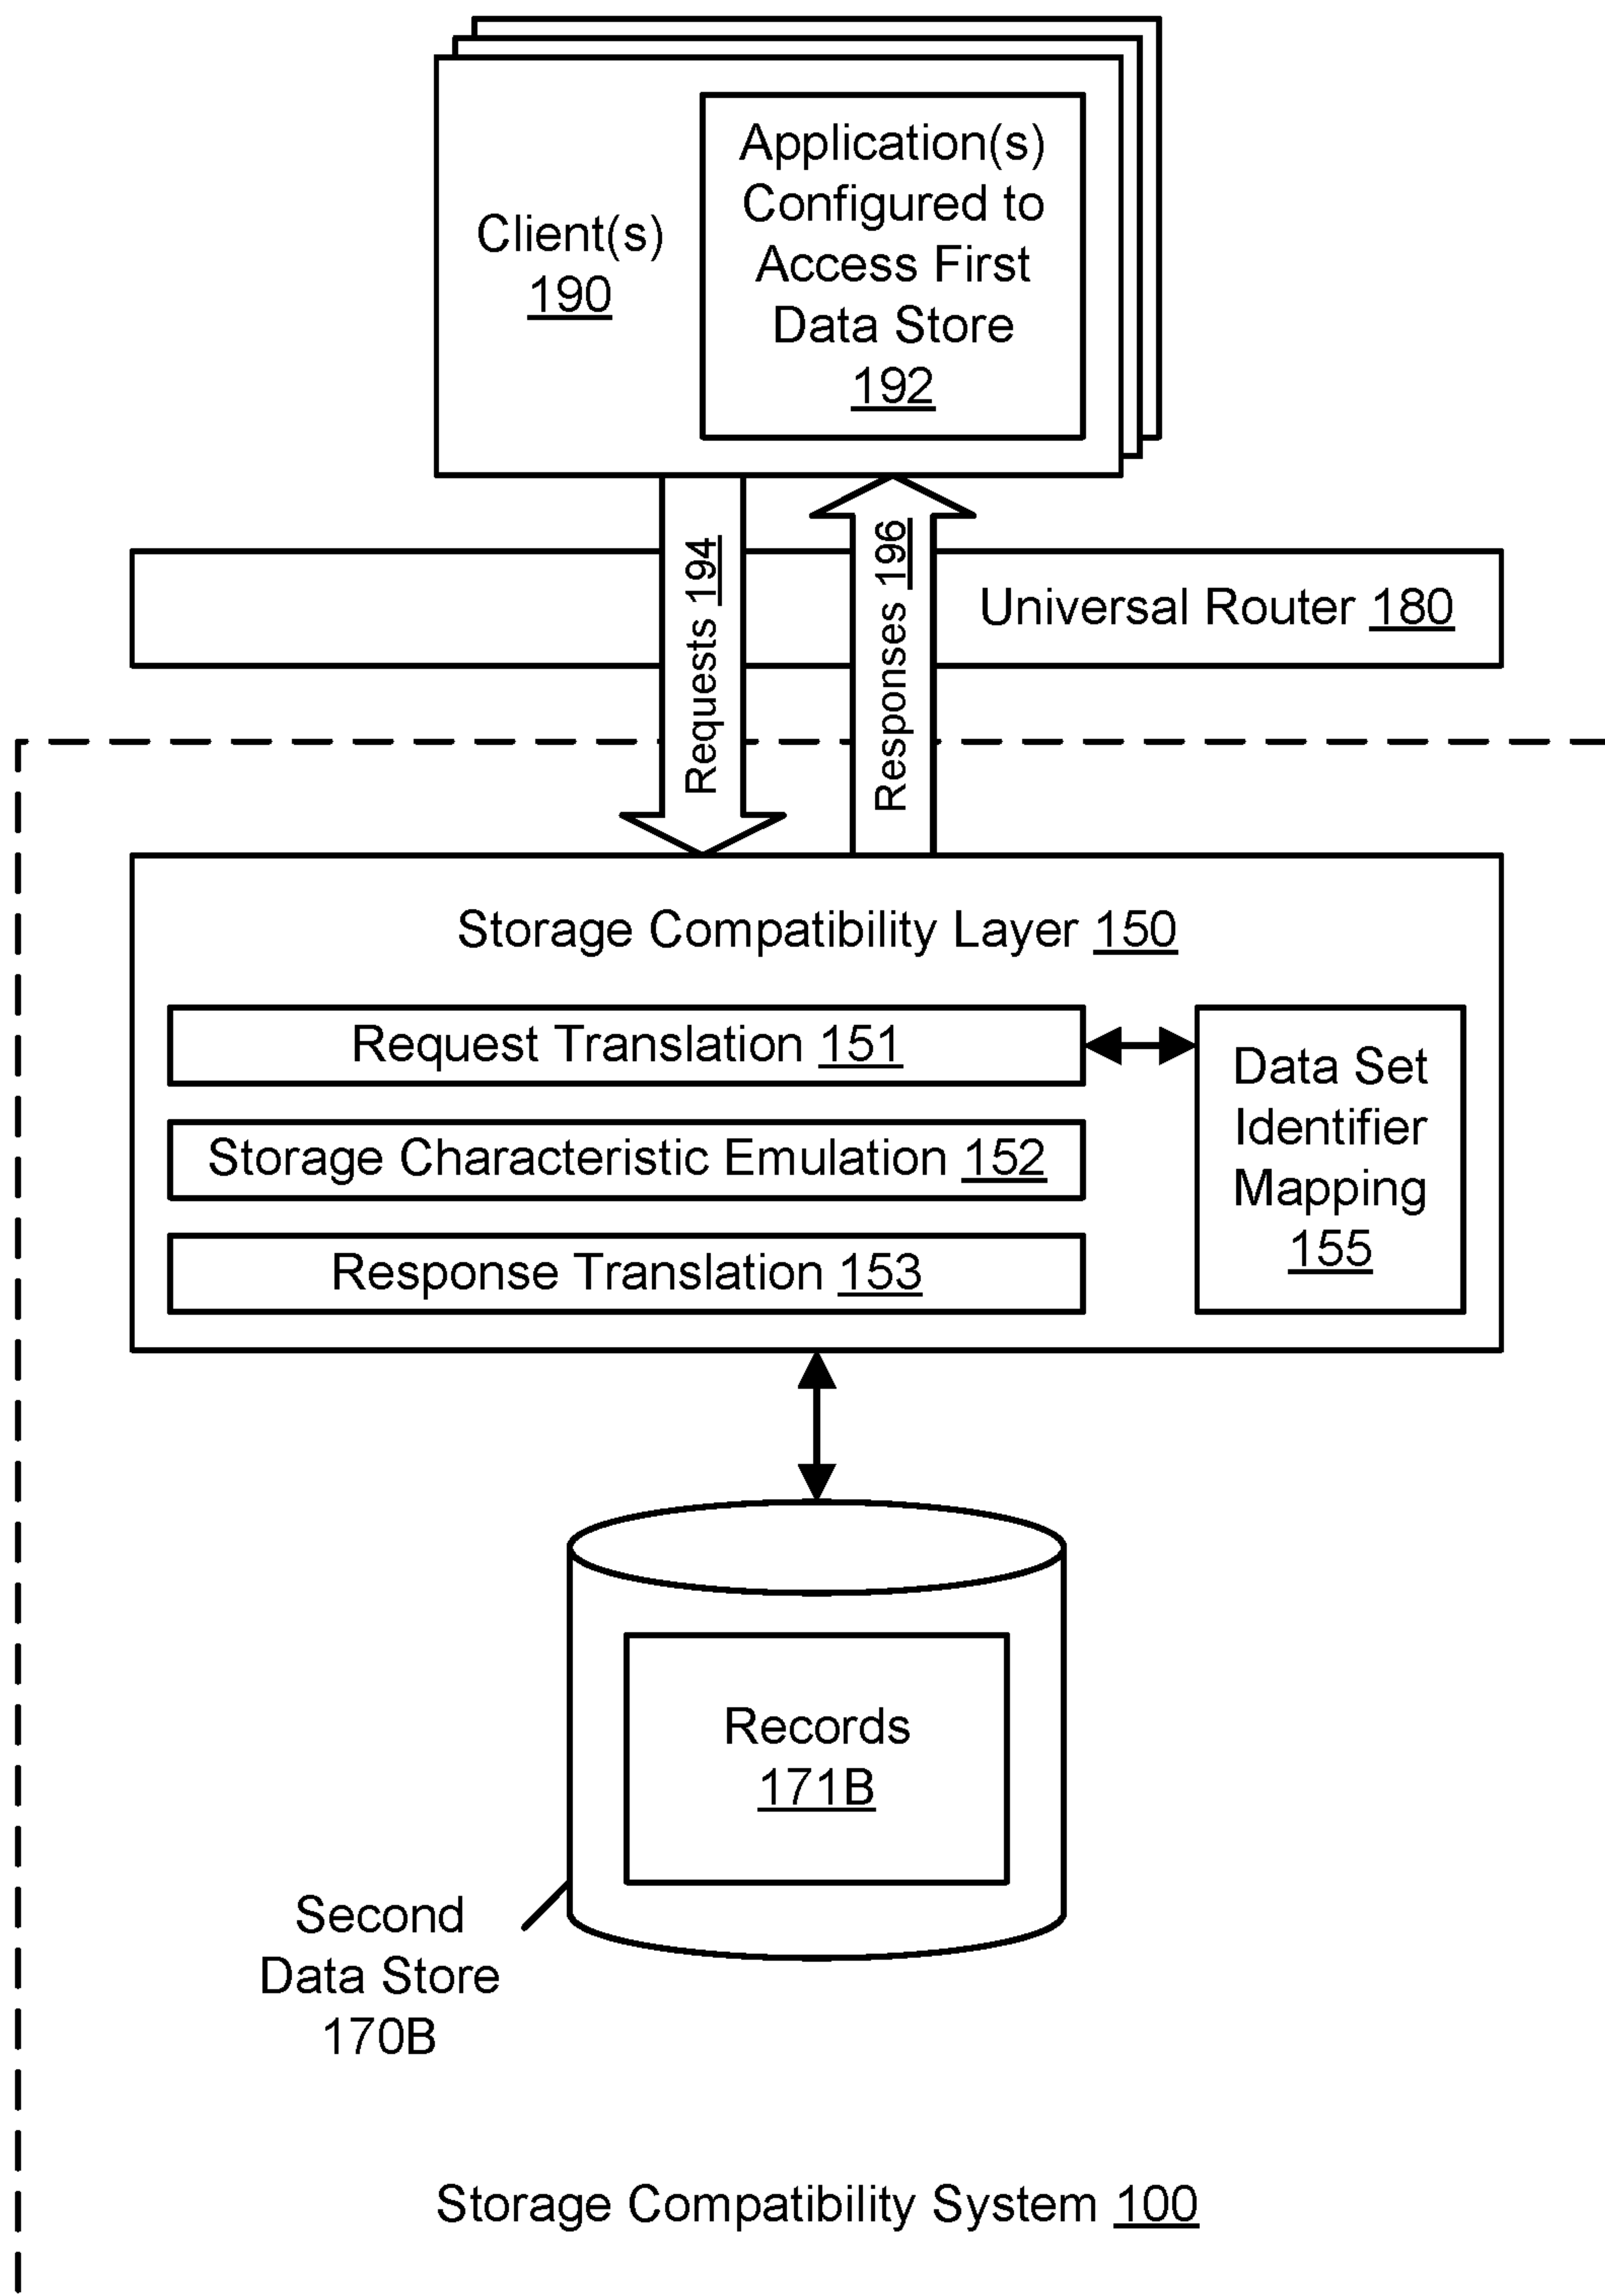 Client(s)
190
Application(s)
Configured to
Access First
Data Store
192
Requests 194
Responses 196
Universal Router 180
Storage Compatibility Layer 150
Request Translation 151
Storage Characteristic Emulation 152
Response Translation 153
Data Set
Identifier
Mapping
155
Records
171B
Second
Data Store
170B
Storage Compatibility System 100